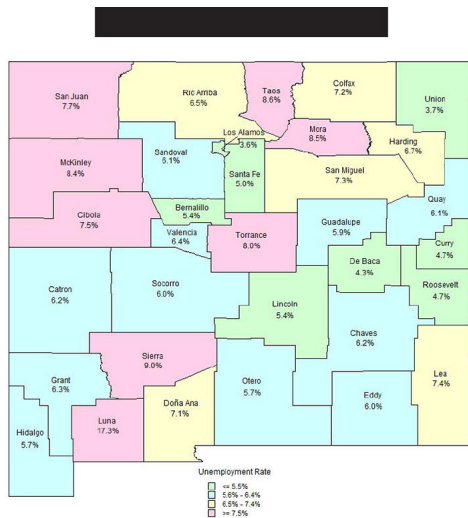 San Juan
7.7%
Rio Arriba
6.5%
Taos
8.6%
Colfax
7.2%
Union
3.7%
Los Alamos
3.6%
Mora
8.5%
Harding
6.7%
McKinley
8.4%
Sandoval
6.1%
Santa Fe
5.0%
San Miguel
7.3%
Quay
6.1%
Cibola
7.5%
Bernalillo
5.4%
Valencia
6.4%
Torrance
8.0%
Guadalupe
5.9%
Curry
4.7%
De Baca
4.3%
Roosevelt
4.7%
Catron
6.2%
Socorro
6.0%
Lincoln
5.4%
Chaves
6.2%
Sierra
9.0%
Grant
6.3%
Otero
5.7%
Eddy
6.0%
Lea
7.4%
Luna
17.3%
Doña Ana
7.1%
Hidalgo
5.7%
Unemployment Rate
<= 5.5%
5.6% - 6.4%
6.5% - 7.4%
>= 7.5%